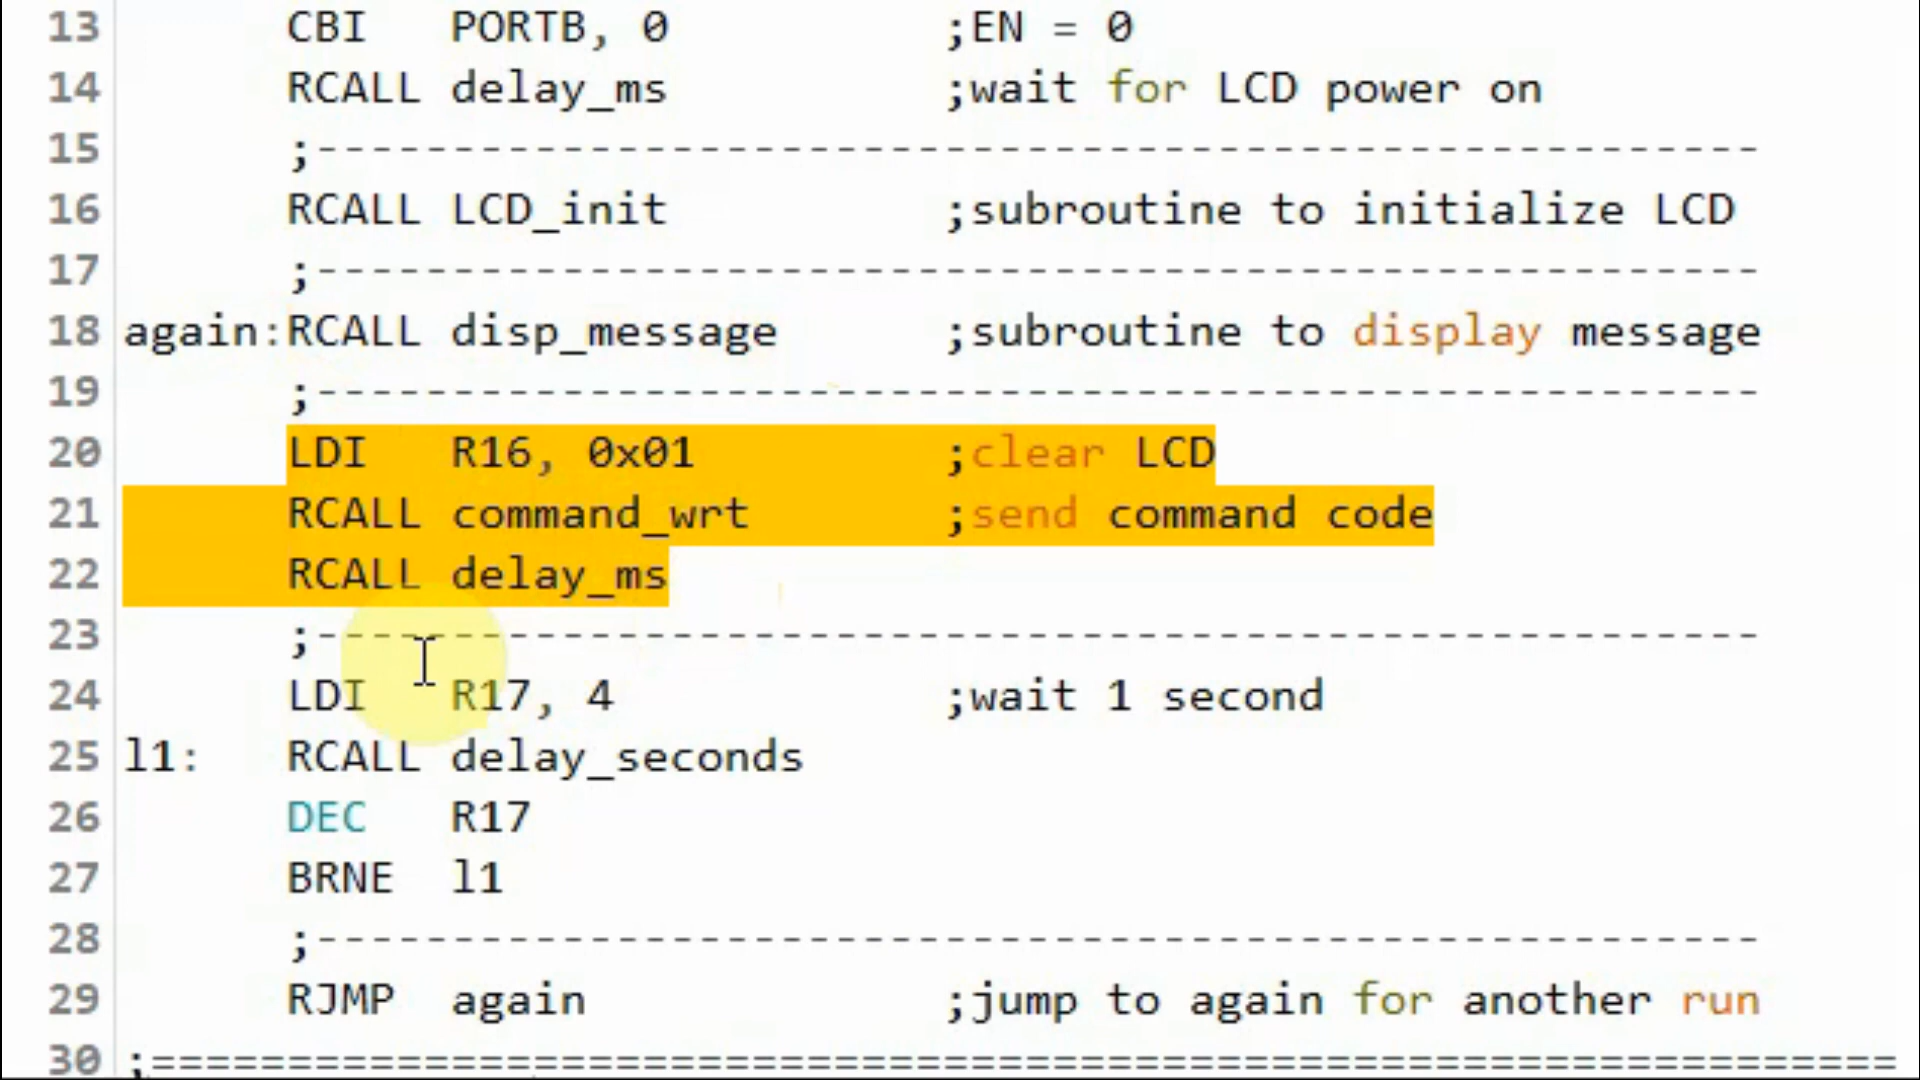 13 CBI PORTB, 0 ;EN = 0
14 RCALL delay_ms ;wait for LCD power on
15 ;-----------------------------------------------------
16 RCALL LCD_init ;subroutine to initialize LCD
17 ;-----------------------------------------------------
18 again:RCALL disp_message ;subroutine to display message
19 ;-----------------------------------------------------
20 LDI R16, 0x01 ;clear LCD
21 RCALL command_wrt ;send command code
22 RCALL delay_ms
23 ;-----------------------------------------------------
24 LDI R17, 4 ;wait 1 second
25 l1: RCALL delay_seconds
26 DEC R17
27 BRNE l1
28 ;-----------------------------------------------------
29 RJMP again ;jump to again for another run
30 ;================================================================